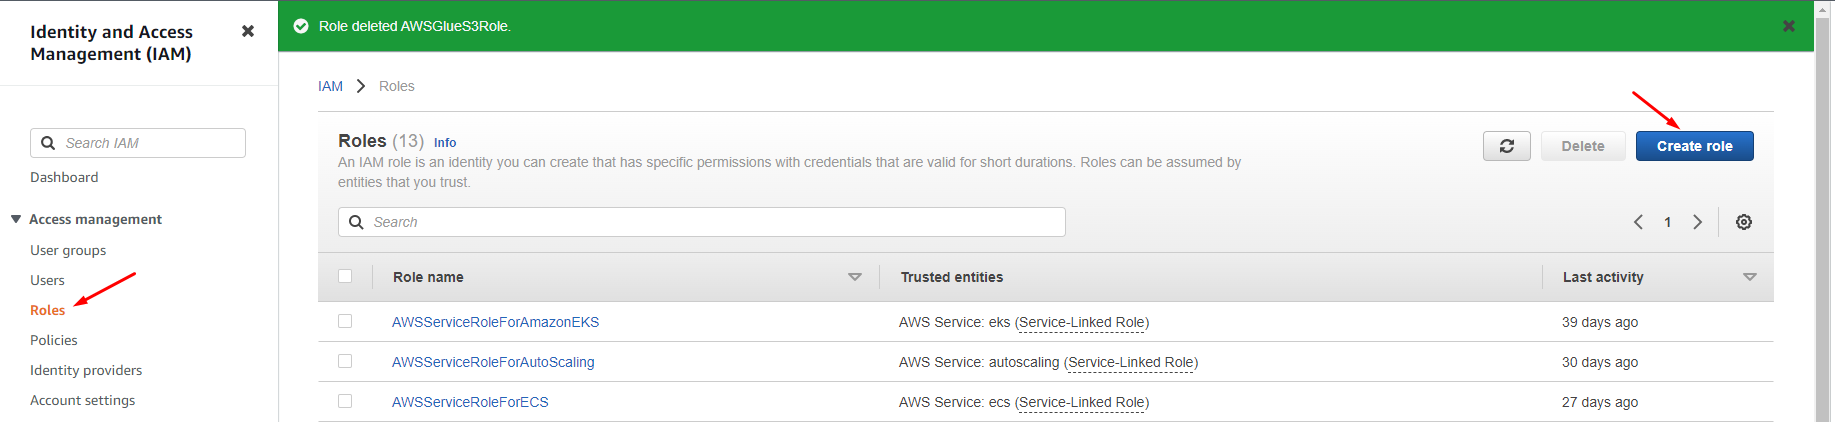 Identity and Access
Management (IAM)
Search IAM
Dashboard
Access management
User groups
Users
Roles
Policies
Identity providers
Account settings
Role deleted AWSGlueS3Role.
IAM > Roles
Roles (13) Info
An IAM role is an identity you can create that has specific permissions with credentials that are valid for short durations. Roles can be assumed by
entities that you trust.
Delete
Create role
Search
1
Role name Trusted entities Last activity
AWSServiceRoleForAmazonEKS AWS Service: eks (Service-Linked Role) 39 days ago
AWSServiceRoleForAutoScaling AWS Service: autoscaling (Service-Linked Role) 30 days ago
AWSServiceRoleForECS AWS Service: ecs (Service-Linked Role) 27 days ago